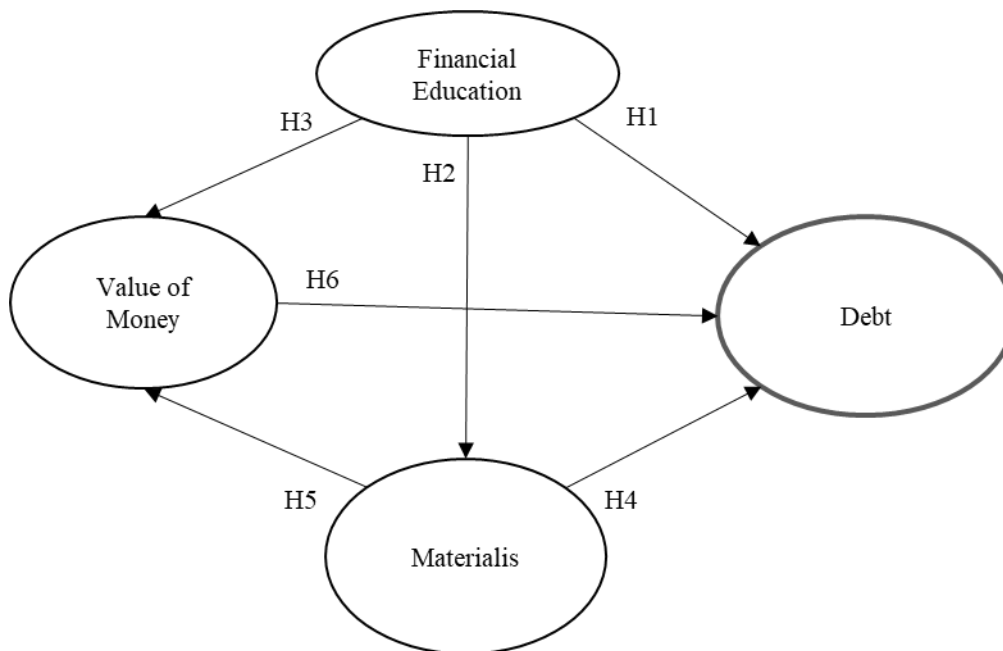 Financial
Education
H3
H1
H2
Value of
Money
H6
Debt
H5
H4
Materialis